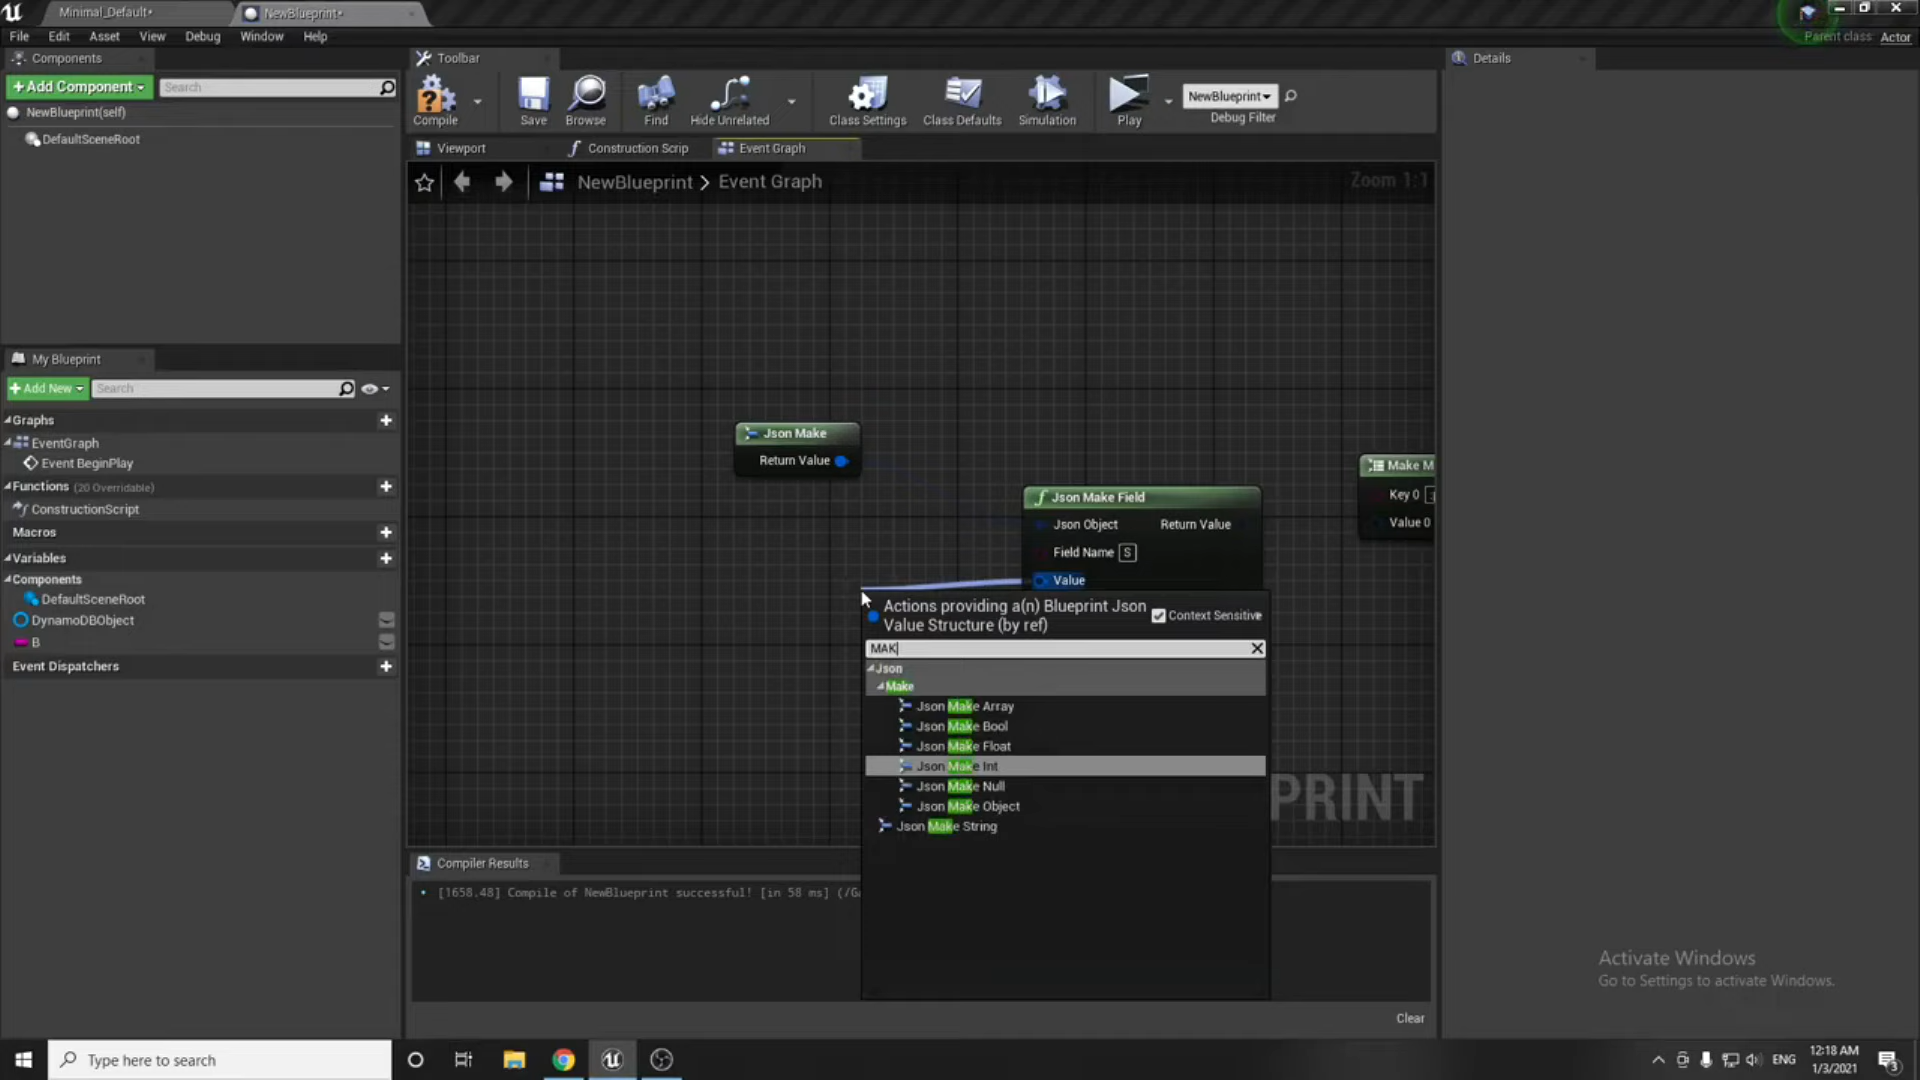 Minimal_Default*
NewBlueprint*
File Edit Asset View Debug Window Help
Parent class: Actor
Components
+Add Component
Search
NewBlueprint(self)
DefaultSceneRoot
My Blueprint
+Add New
Search
Graphs
EventGraph
Event BeginPlay
Functions (20 Overridable)
ConstructionScript
Macros
Variables
Components
DefaultSceneRoot
DynamoDBObject
B
Event Dispatchers
Toolbar
Compile
Save
Browse
Find
Hide Unrelated
Class Settings
Class Defaults
Simulation
Play
NewBlueprint
Debug Filter
Viewport
Construction Scrip
Event Graph
NewBlueprint > Event Graph
Zoom 1:1
Json Make
Return Value
Json Make Field
Json Object Return Value
Field Name S
Value
Make M
Key 0
Value 0
Actions providing a(n) Blueprint Json
Value Structure (by ref)
Context Sensitive
MAK
Json
Make
Json Make Array
Json Make Bool
Json Make Float
Json Make Int
Json Make Null
Json Make Object
Json Make String
PRINT
Compiler Results
[1658.48] Compile of NewBlueprint successful! [in 58 ms] (/Ga
Clear
Details
Activate Windows
Go to Settings to activate Windows.
Type here to search
ENG
12:18 AM
1/3/2021
3